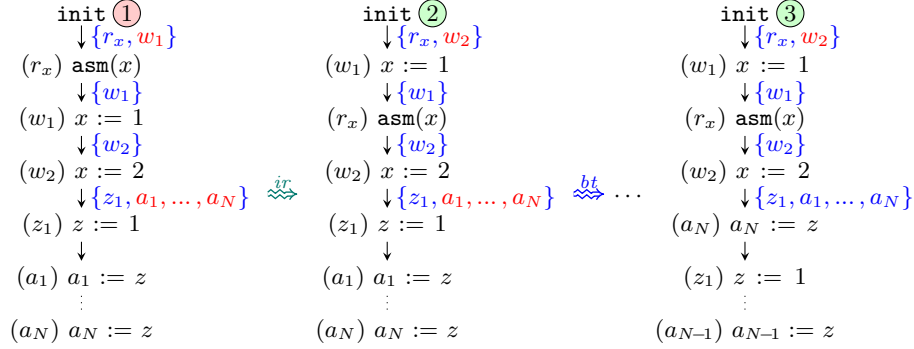 init 1
{r_x, w_1}
(r_x) asm(x)
{w_1}
(w_1) x := 1
{w_2}
(w_2) x := 2
{z_1, a_1, ..., a_N}
(z_1) z := 1
(a_1) a_1 := z
⋮
(a_N) a_N := z
ir
init 2
{r_x, w_2}
(w_1) x := 1
{w_1}
(r_x) asm(x)
{w_2}
(w_2) x := 2
{z_1, a_1, ..., a_N}
(z_1) z := 1
(a_1) a_1 := z
⋮
(a_N) a_N := z
bt
...
init 3
{r_x, w_2}
(w_1) x := 1
{w_1}
(r_x) asm(x)
{w_2}
(w_2) x := 2
{z_1, a_1, ..., a_N}
(a_N) a_N := z
(z_1) z := 1
⋮
(a_{N-1}) a_{N-1} := z